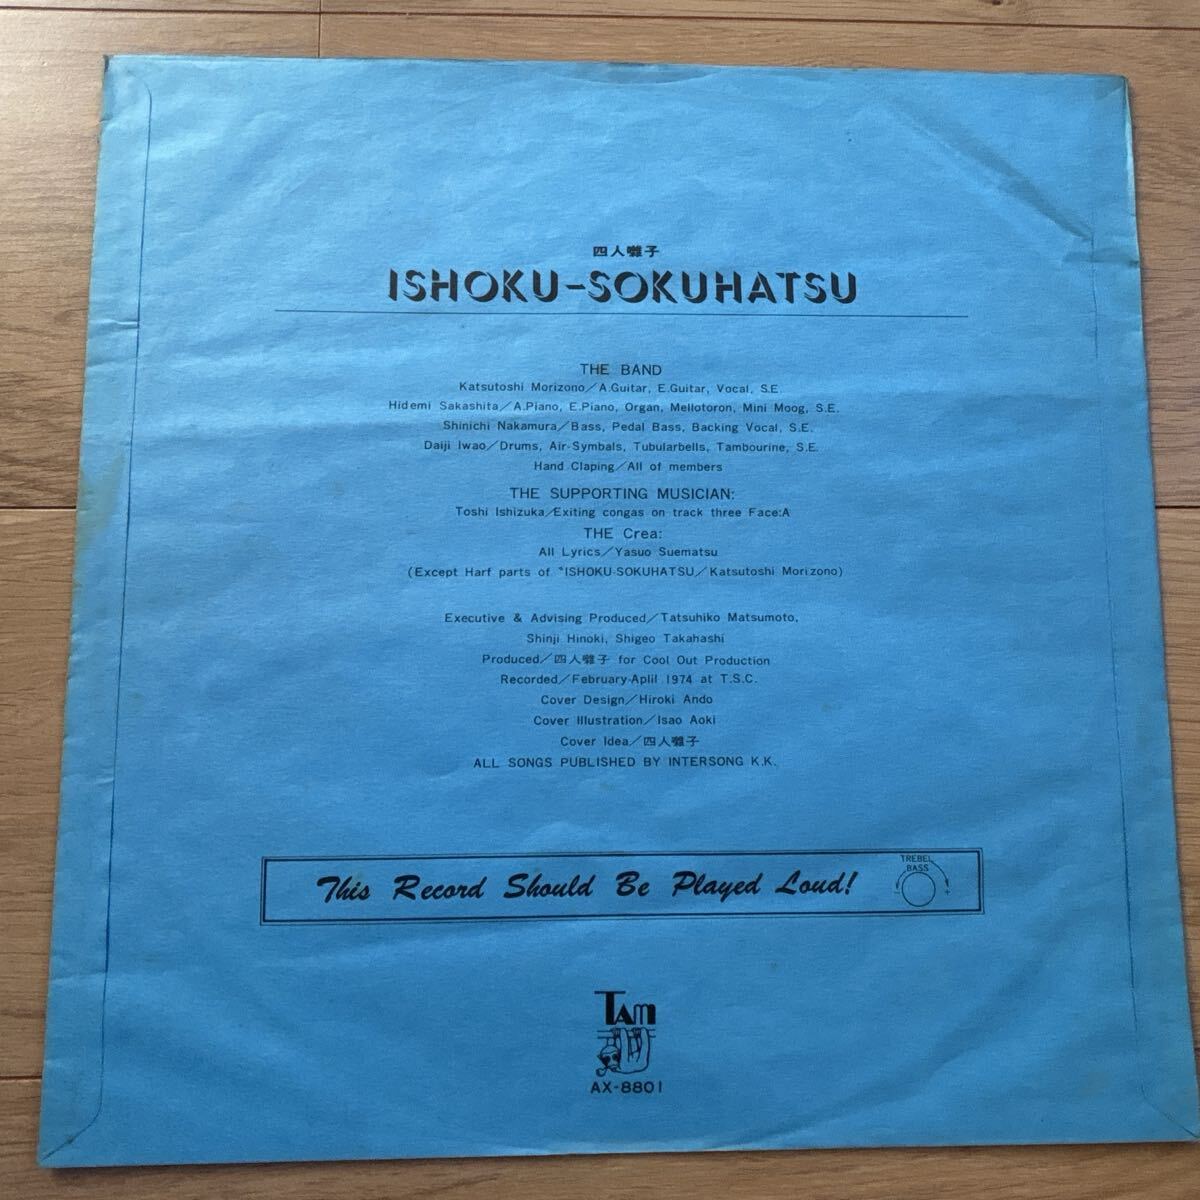 四人囃子
ISHOKU-SOKUHATSU
THE BAND
Katsutoshi Morizono/A.Guitar, E.Guitar, Vocal, S.E
Hidemi Sakashita/A.Piano, E.Piano, Organ, Mellotoron, Mini Moog, S.E.
Shinichi Nakamura/Bass, Pedal Bass, Backing Vocal, S.E.
Daiji Iwao/Drums, Air-Symbals, Tubularbells, Tambourine, S.E.
Hand Claping/All of members
THE SUPPORTING MUSICIAN:
Toshi Ishizuka/Exiting congas on track three Face:A
THE Crea:
All Lyrics/Yasuo Suematsu
(Except Harf parts of "ISHOKU-SOKUHATSU/Katsutoshi Morizono)
Executive & Advising Produced/Tatsuhiko Matsumoto,
Shinji Hinoki, Shigeo Takahashi
Produced/四人囃子 for Cool Out Production
Recorded/February-Aplil 1974 at T.S.C.
Cover Design/Hiroki Ando
Cover Illustration/Isao Aoki
Cover Idea/四人囃子
ALL SONGS PUBLISHED BY INTERSONG K.K.
This Record Should Be Played Loud!
TREBEL
BASS
- +
TAM
AX-8801